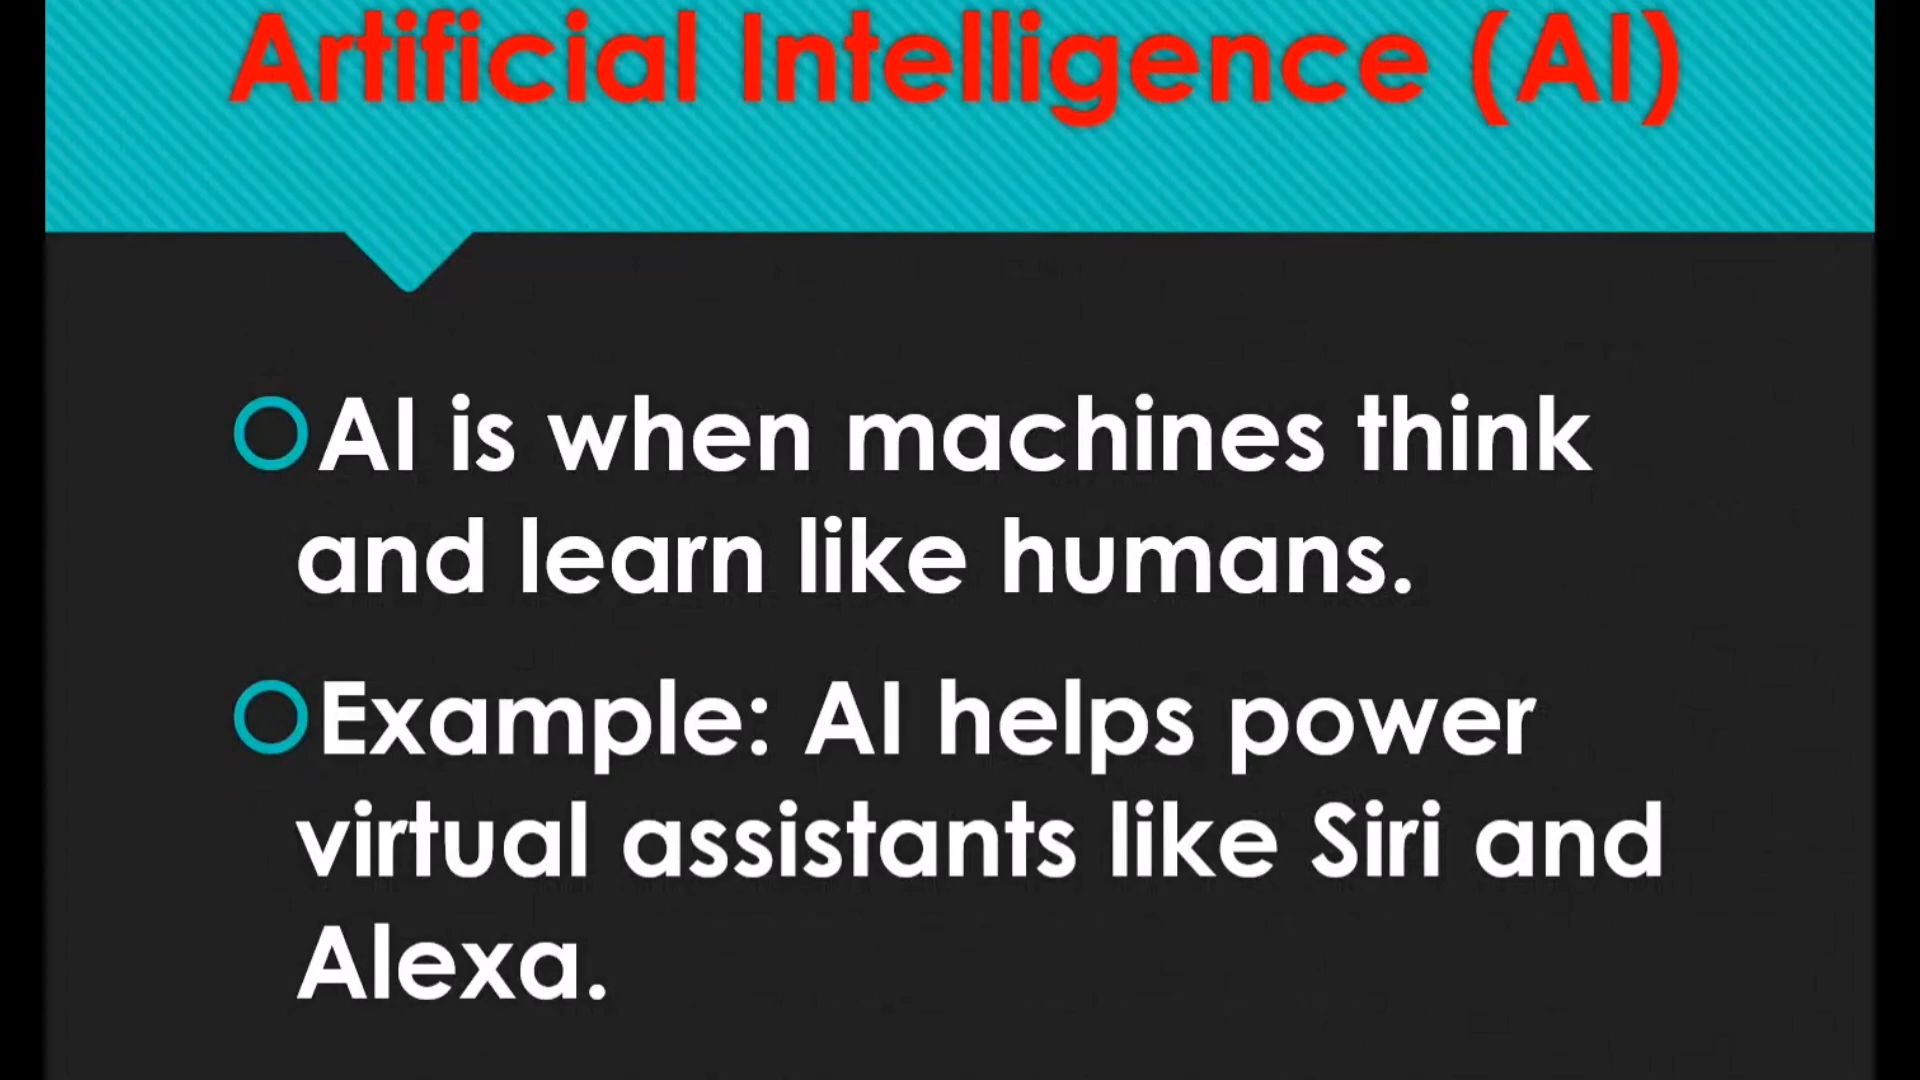 Artificial Intelligence (AI)
AI is when machines think
and learn like humans.
Example: AI helps power
virtual assistants like Siri and
Alexa.